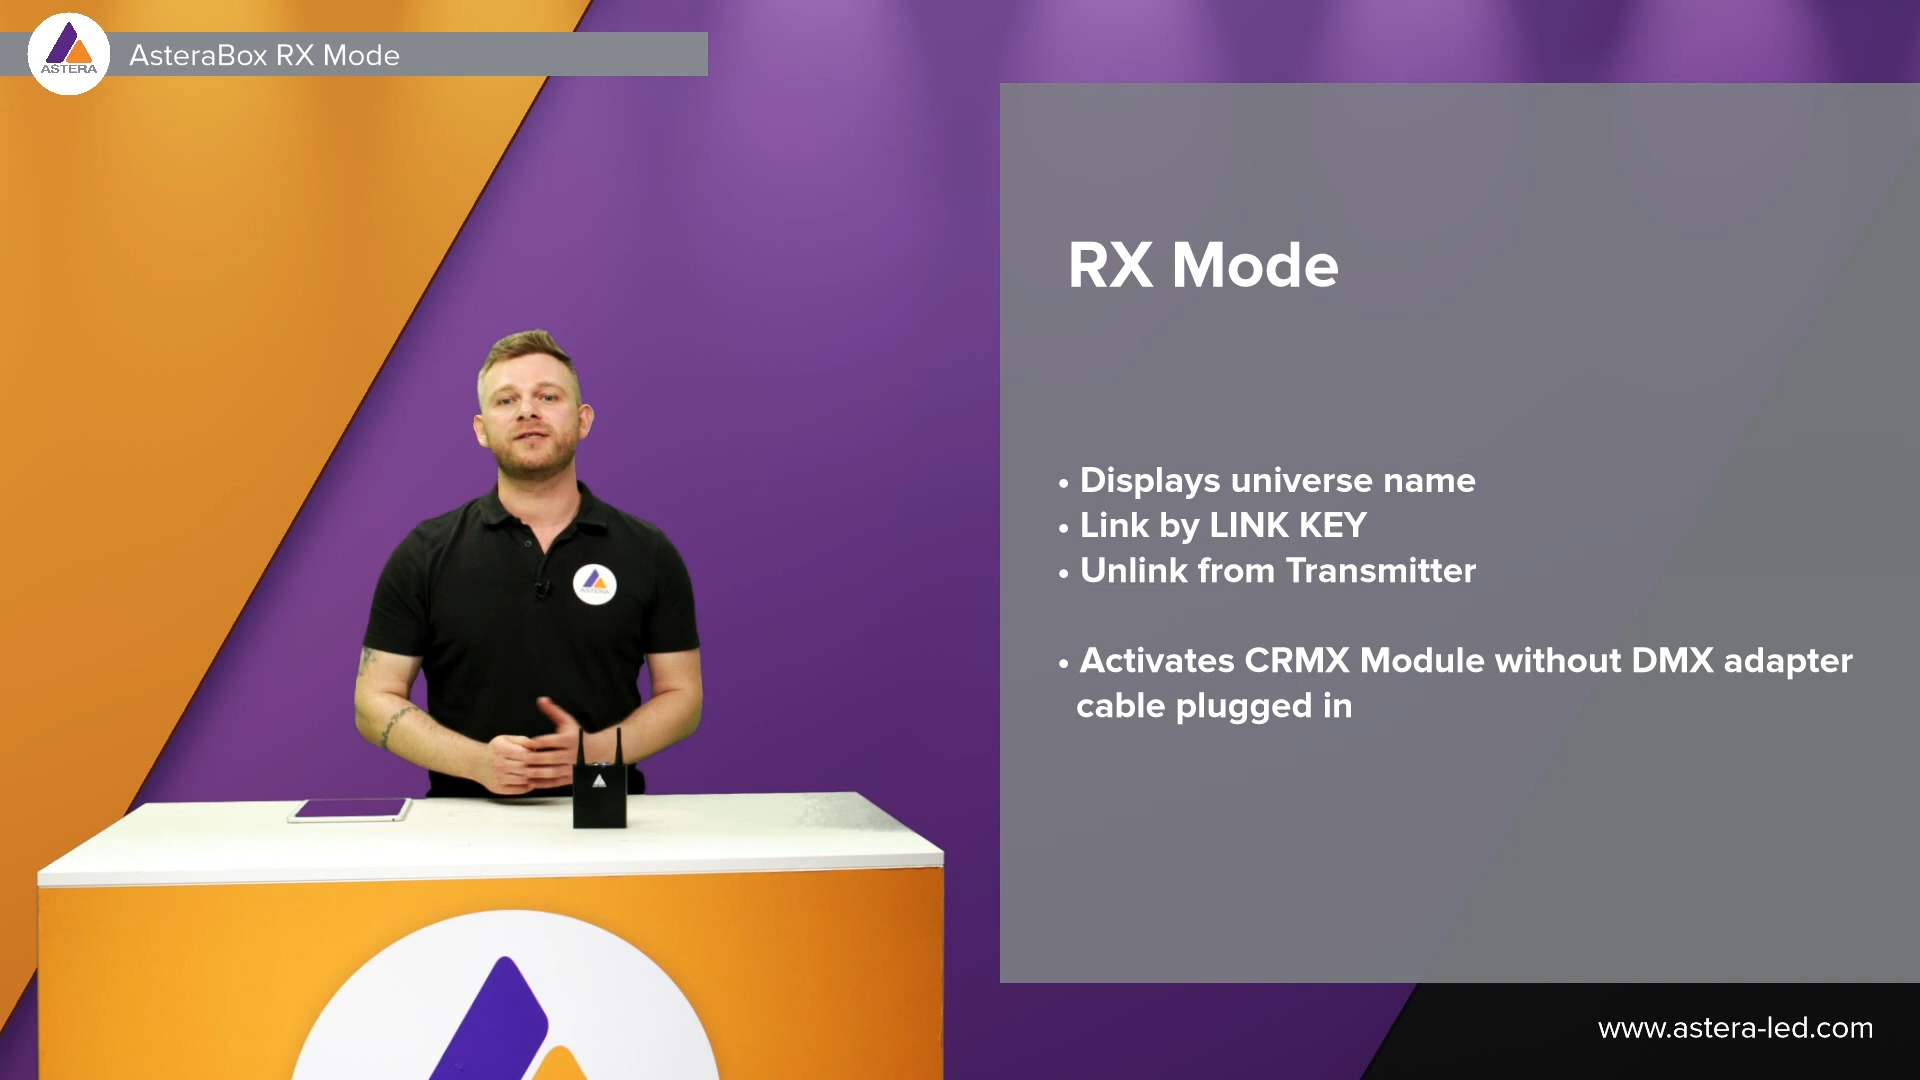 ASTERA
AsteraBox RX Mode
RX Mode
• Displays universe name
• Link by LINK KEY
• Unlink from Transmitter
• Activates CRMX Module without DMX adapter
cable plugged in
ASTERA
www.astera-led.com